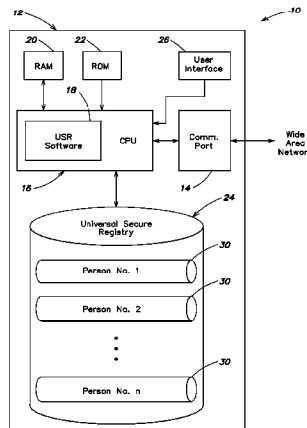 12
10
20
22
26
RAM
ROM
User
Interface
18
USR
Software
CPU
Comm.
Port
Wide
Area
Network
16
14
24
Universal Secure
Registry
30
Person No. 1
30
Person No. 2
30
Person No. n